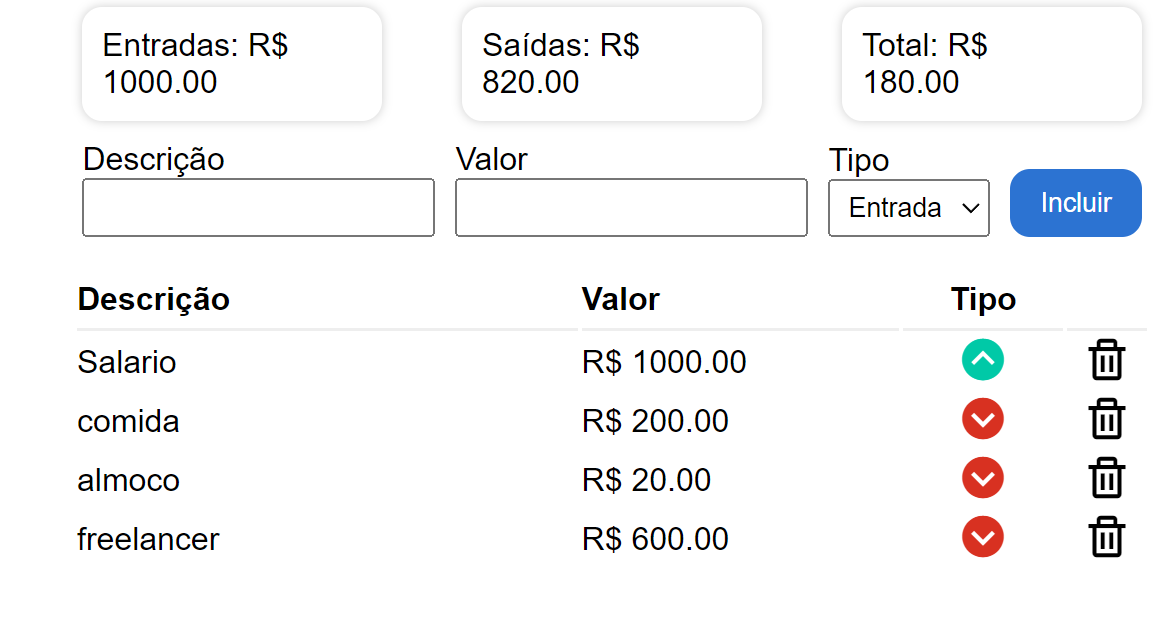 Entradas: R$
1000.00
Saídas: R$
820.00
Total: R$
180.00
Descrição
Valor
Tipo
Entrada
Incluir
Descrição Valor Tipo
Salario R$ 1000.00
comida R$ 200.00
almoco R$ 20.00
freelancer R$ 600.00